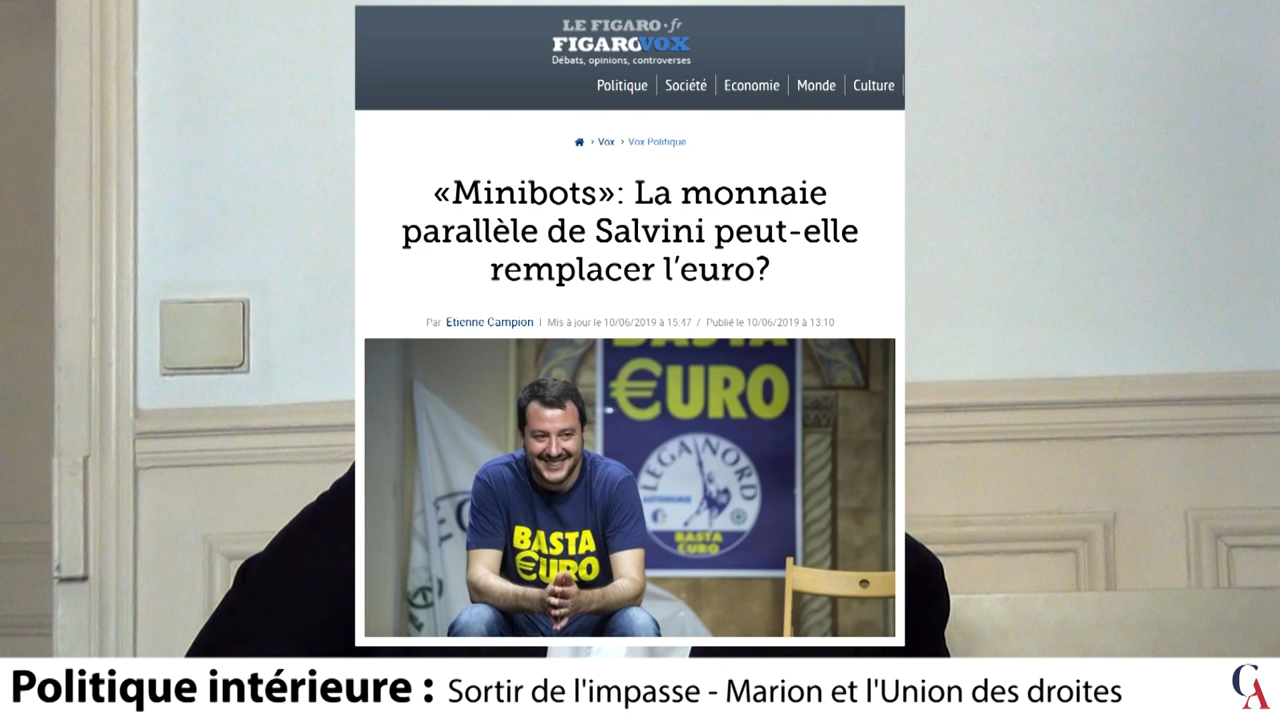 LE FIGARO·fr
FIGAROVOX
Débats, opinions, controverses
Politique Société Economie Monde Culture
Vox > Vox Politique
«Minibots»: La monnaie
parallèle de Salvini peut-elle
remplacer l'euro?
Par Etienne Campion | Mis à jour le 10/06/2019 à 15:47 / Publié le 10/06/2019 à 13:10
BASTA
€URO
LEGA NORD
AUTONOMIE
BASTA
€URO
BASTA
€URO
Politique intérieure : Sortir de l'impasse - Marion et l'Union des droites
CA